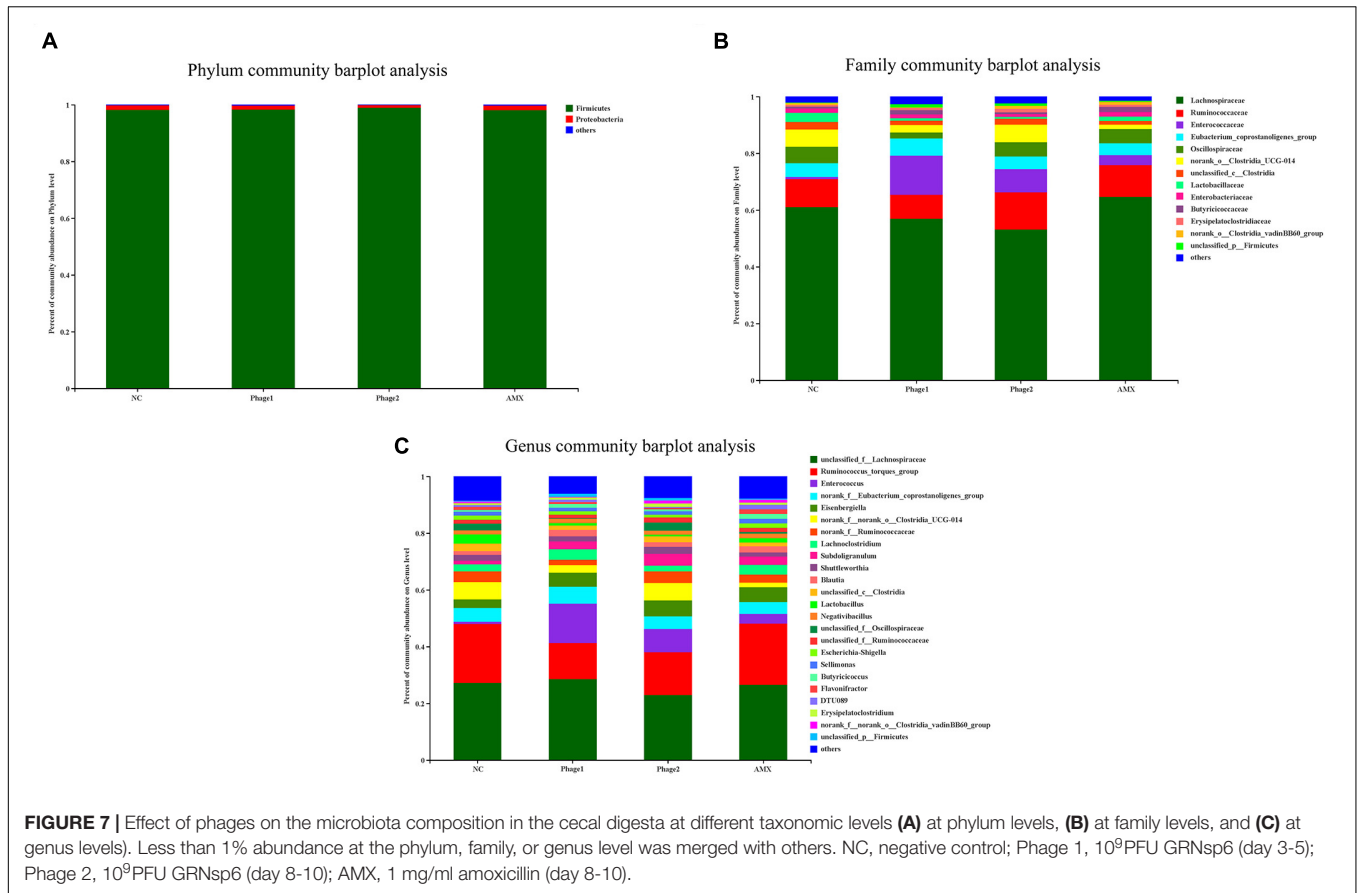 A
Phylum community barplot analysis
Percent of community abundance on Phylum level
1
0.8
0.6
0.4
0.2
0
NC
Phage1
Phage2
AMX
Firmicutes
Proteobacteria
others
B
Family community barplot analysis
Percent of community abundance on Family level
1
0.8
0.6
0.4
0.2
0
NC
Phage1
Phage2
AMX
Lachnospiraceae
Ruminococcaceae
Enterococcaceae
Eubacterium_coprostanoligenes_group
Oscillospiraceae
norank_o__Clostridia_UCG-014
unclassified_c__Clostridia
Lactobacillaceae
Enterobacteriaceae
Butyricicoccaceae
Erysipelatoclostridiaceae
norank_o__Clostridia_vadinBB60_group
unclassified_p__Firmicutes
others
C
Genus community barplot analysis
Percent of community abundance on Genus level
1
0.8
0.6
0.4
0.2
0
NC
Phage1
Phage2
AMX
unclassified_f__Lachnospiraceae
Ruminococcus_torques_group
Enterococcus
norank_f__Eubacterium_coprostanoligenes_group
Eisenbergiella
norank_f__norank_o__Clostridia_UCG-014
norank_f__Ruminococcaceae
Lachnoclostridium
Subdoligranulum
Shuttleworthia
Blautia
unclassified_c__Clostridia
Lactobacillus
Negativibacillus
unclassified_f__Oscillospiraceae
unclassified_f__Ruminococcaceae
Escherichia-Shigella
Sellimonas
Butyricicoccus
Flavonifractor
DTU089
Erysipelatoclostridium
norank_f__norank_o__Clostridia_vadinBB60_group
unclassified_p__Firmicutes
others
FIGURE 7 | Effect of phages on the microbiota composition in the cecal digesta at different taxonomic levels (A) at phylum levels, (B) at family levels, and (C) at
genus levels). Less than 1% abundance at the phylum, family, or genus level was merged with others. NC, negative control; Phage 1, 10⁹PFU GRNsp6 (day 3-5);
Phage 2, 10⁹PFU GRNsp6 (day 8-10); AMX, 1 mg/ml amoxicillin (day 8-10).